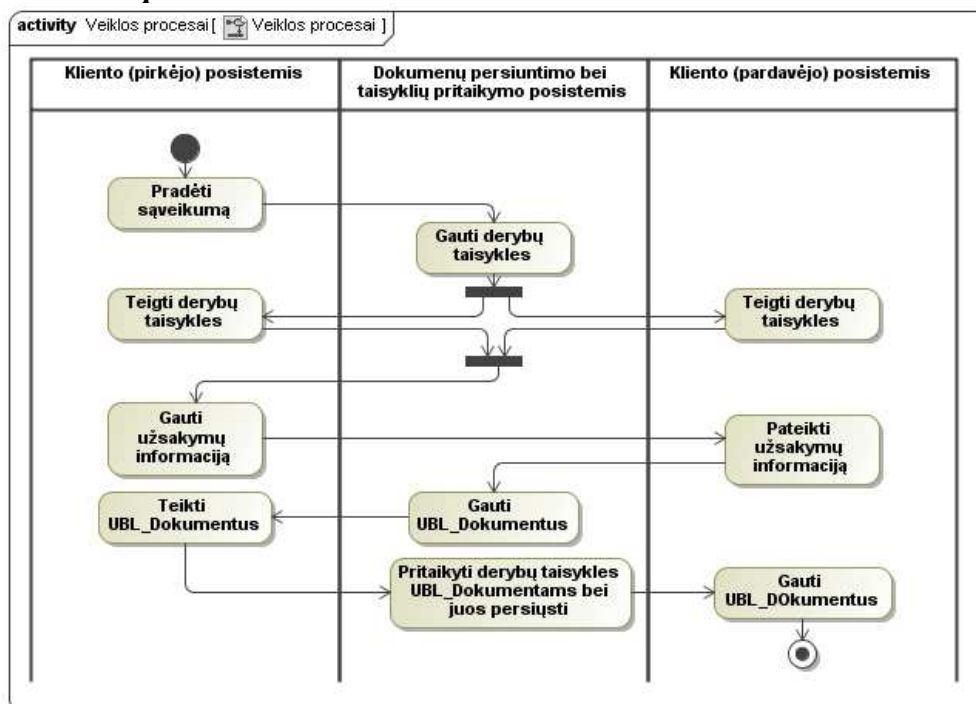 activity Veiklos procesai [ Veiklos procesai ]
Kliento (pirkėjo) posistemis
Dokumenų persiuntimo bei
taisyklių pritaikymo posistemis
Kliento (pardavėjo) posistemis
Pradėti
sąveikumą
Gauti derybų
taisykles
Teigti derybų
taisykles
Teigti derybų
taisykles
Gauti
užsakymų
informaciją
Pateikti
užsakymų
informaciją
Teikti
UBL_Dokumentus
Gauti
UBL_Dokumentus
Pritaikyti derybų taisykles
UBL_Dokumentams bei
juos persiųsti
Gauti
UBL_DOkumentus